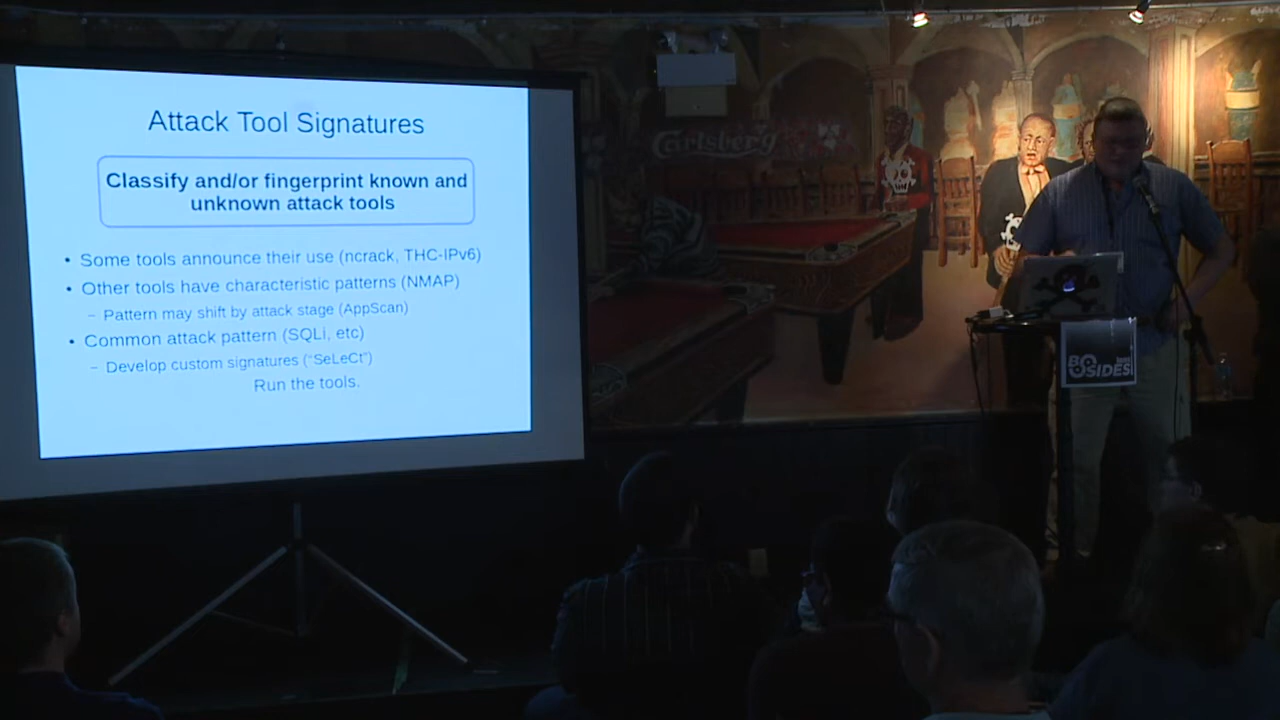 Attack Tool Signatures
Classify and/or fingerprint known and
unknown attack tools
• Some tools announce their use (ncrack, THC-IPv6)
• Other tools have characteristic patterns (NMAP)
– Pattern may shift by attack stage (AppScan)
• Common attack pattern (SQLi, etc)
– Develop custom signatures ("SeLeCt")
Run the tools.
Carlsberg
BSIDES